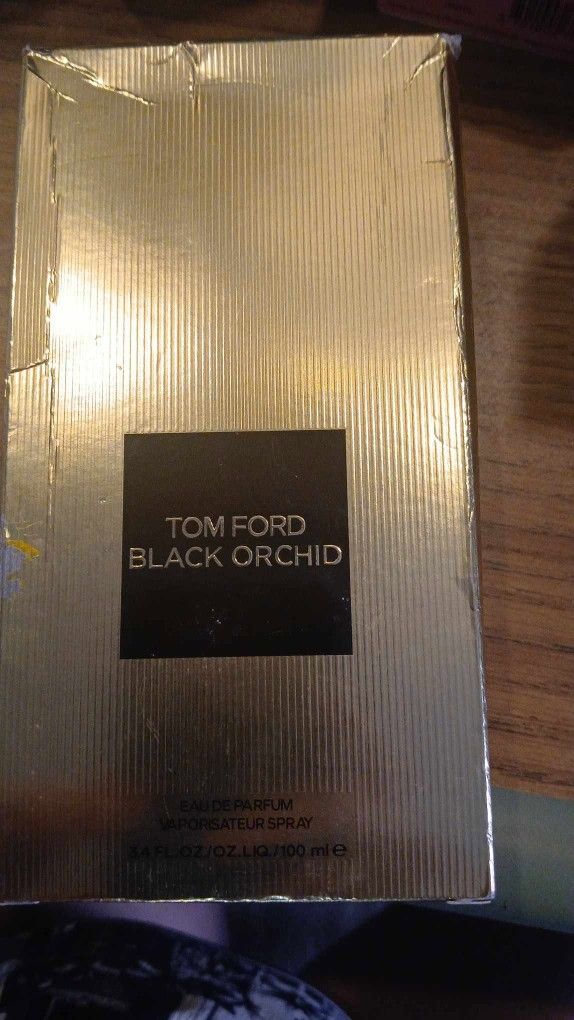 TOM FORD
BLACK ORCHID
EAU DE PARFUM
VAPORISATEUR SPRAY
3.4 FL.OZ/OZ.LIQ./100 ml e